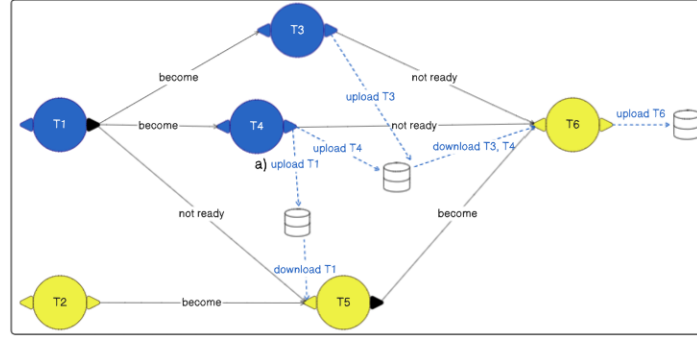 T3
become
not ready
upload T3
T1
become
T4
not ready
T6
upload T6
a)
upload T1
upload T4
download T3, T4
not ready
become
download T1
T2
become
T5